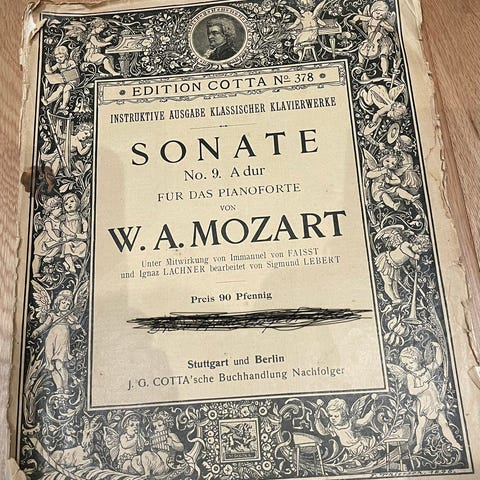 EDITION COTTA No. 378
INSTRUKTIVE AUSGABE KLASSISCHER KLAVIERWERKE
SONATE
No. 9. A dur
FÜR DAS PIANOFORTE
VON
W. A. MOZART
Unter Mitwirkung von Immanuel von FAISST
und Ignaz LACHNER bearbeitet von Sigmund LEBERT
Preis 90 Pfennig
Stuttgart und Berlin
J. G. COTTA'sche Buchhandlung Nachfolger